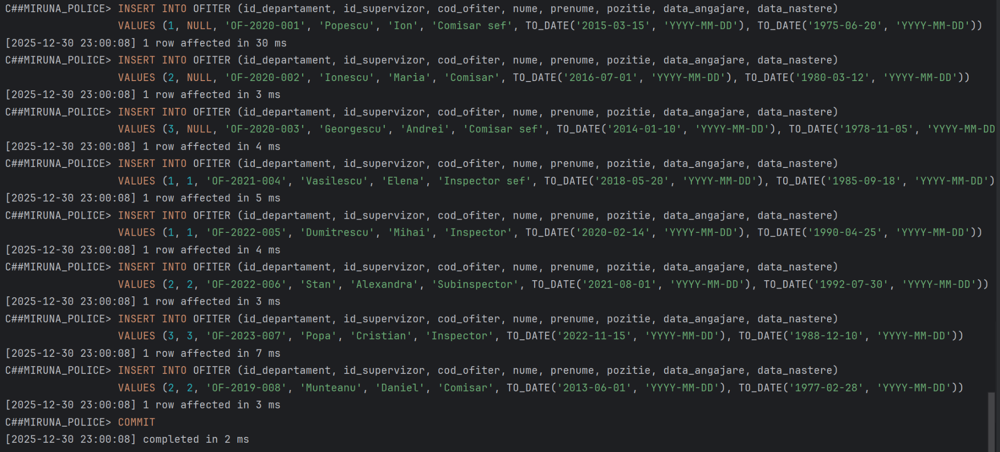 C##MIRUNA_POLICE> INSERT INTO OFITER (id_departament, id_supervizor, cod_ofiter, nume, prenume, pozitie, data_angajare, data_nastere)
VALUES (1, NULL, 'OF-2020-001', 'Popescu', 'Ion', 'Comisar sef', TO_DATE('2015-03-15', 'YYYY-MM-DD'), TO_DATE('1975-06-20', 'YYYY-MM-DD'))
[2025-12-30 23:00:08] 1 row affected in 30 ms
C##MIRUNA_POLICE> INSERT INTO OFITER (id_departament, id_supervizor, cod_ofiter, nume, prenume, pozitie, data_angajare, data_nastere)
VALUES (2, NULL, 'OF-2020-002', 'Ionescu', 'Maria', 'Comisar', TO_DATE('2016-07-01', 'YYYY-MM-DD'), TO_DATE('1980-03-12', 'YYYY-MM-DD'))
[2025-12-30 23:00:08] 1 row affected in 3 ms
C##MIRUNA_POLICE> INSERT INTO OFITER (id_departament, id_supervizor, cod_ofiter, nume, prenume, pozitie, data_angajare, data_nastere)
VALUES (3, NULL, 'OF-2020-003', 'Georgescu', 'Andrei', 'Comisar sef', TO_DATE('2014-01-10', 'YYYY-MM-DD'), TO_DATE('1978-11-05', 'YYYY-MM-DD
[2025-12-30 23:00:08] 1 row affected in 4 ms
C##MIRUNA_POLICE> INSERT INTO OFITER (id_departament, id_supervizor, cod_ofiter, nume, prenume, pozitie, data_angajare, data_nastere)
VALUES (1, 1, 'OF-2021-004', 'Vasilescu', 'Elena', 'Inspector sef', TO_DATE('2018-05-20', 'YYYY-MM-DD'), TO_DATE('1985-09-18', 'YYYY-MM-DD')
[2025-12-30 23:00:08] 1 row affected in 5 ms
C##MIRUNA_POLICE> INSERT INTO OFITER (id_departament, id_supervizor, cod_ofiter, nume, prenume, pozitie, data_angajare, data_nastere)
VALUES (1, 1, 'OF-2022-005', 'Dumitrescu', 'Mihai', 'Inspector', TO_DATE('2020-02-14', 'YYYY-MM-DD'), TO_DATE('1990-04-25', 'YYYY-MM-DD'))
[2025-12-30 23:00:08] 1 row affected in 4 ms
C##MIRUNA_POLICE> INSERT INTO OFITER (id_departament, id_supervizor, cod_ofiter, nume, prenume, pozitie, data_angajare, data_nastere)
VALUES (2, 2, 'OF-2022-006', 'Stan', 'Alexandra', 'Subinspector', TO_DATE('2021-08-01', 'YYYY-MM-DD'), TO_DATE('1992-07-30', 'YYYY-MM-DD'))
[2025-12-30 23:00:08] 1 row affected in 3 ms
C##MIRUNA_POLICE> INSERT INTO OFITER (id_departament, id_supervizor, cod_ofiter, nume, prenume, pozitie, data_angajare, data_nastere)
VALUES (3, 3, 'OF-2023-007', 'Popa', 'Cristian', 'Inspector', TO_DATE('2022-11-15', 'YYYY-MM-DD'), TO_DATE('1988-12-10', 'YYYY-MM-DD'))
[2025-12-30 23:00:08] 1 row affected in 7 ms
C##MIRUNA_POLICE> INSERT INTO OFITER (id_departament, id_supervizor, cod_ofiter, nume, prenume, pozitie, data_angajare, data_nastere)
VALUES (2, 2, 'OF-2019-008', 'Munteanu', 'Daniel', 'Comisar', TO_DATE('2013-06-01', 'YYYY-MM-DD'), TO_DATE('1977-02-28', 'YYYY-MM-DD'))
[2025-12-30 23:00:08] 1 row affected in 3 ms
C##MIRUNA_POLICE> COMMIT
[2025-12-30 23:00:08] completed in 2 ms